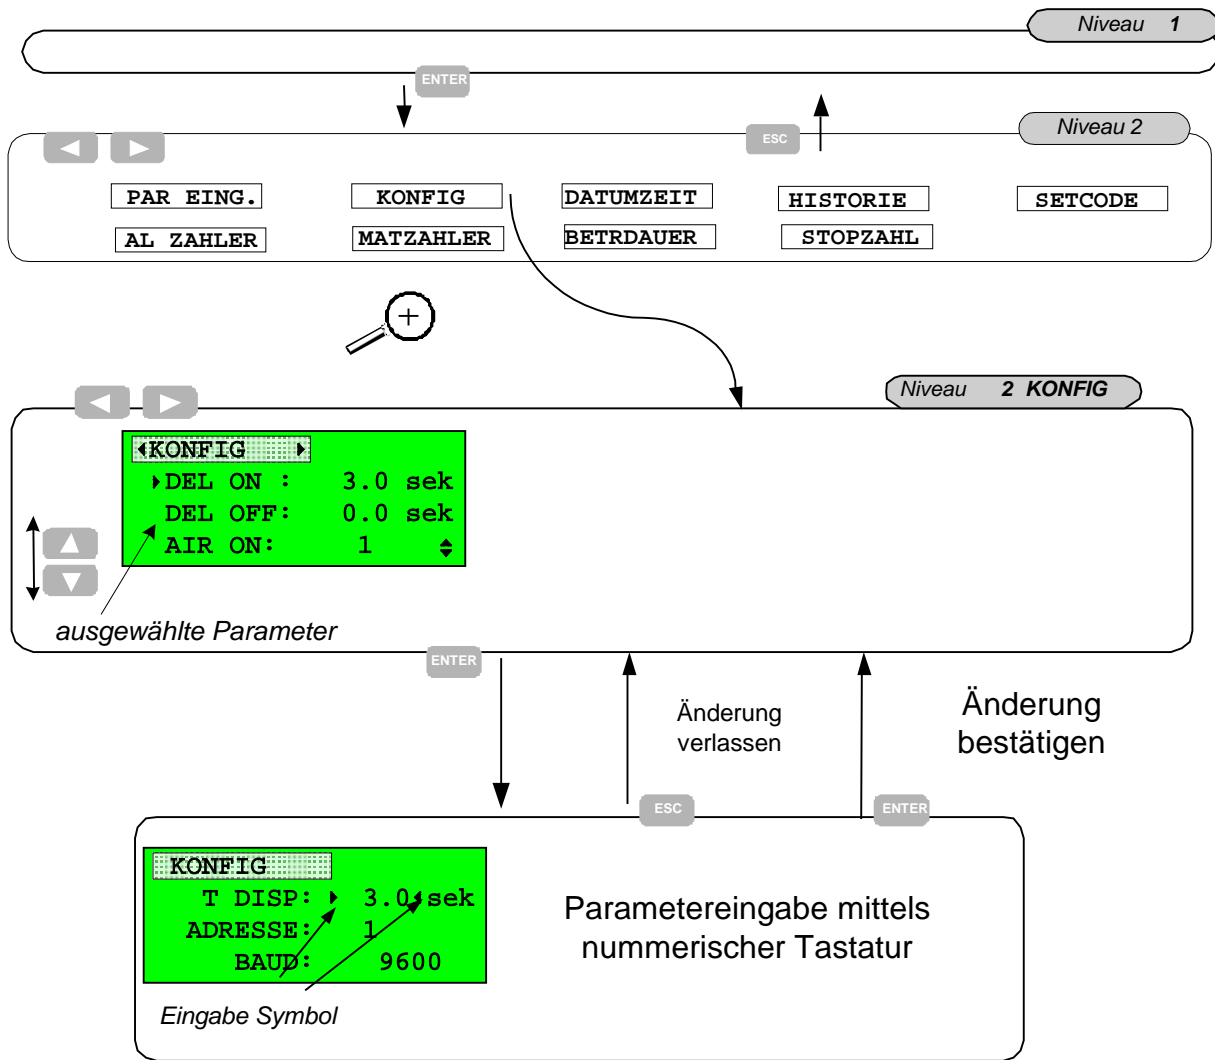 Niveau 1
ENTER
Niveau 2
ESC
PAR EING. KONFIG DATUMZEIT HISTORIE SETCODE
AL ZAHLER MATZAHLER BETRDAUER STOPZAHL
Niveau 2 KONFIG
KONFIG
DEL ON : 3.0 sek
DEL OFF: 0.0 sek
AIR ON: 1
ausgewählte Parameter
ENTER
Änderung
verlassen
Änderung
bestätigen
ESC
ENTER
KONFIG
T DISP: 3.0 sek
ADRESSE: 1
BAUD: 9600
Eingabe Symbol
Parametereingabe mittels
nummerischer Tastatur